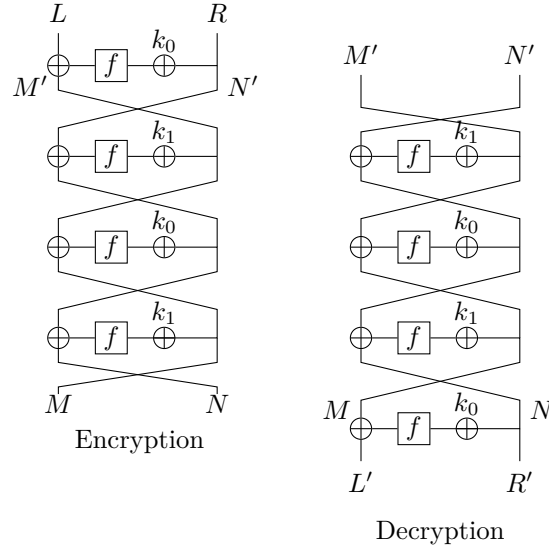 L R
k₀
f
M′ N′
k₁
f
k₀
f
k₁
f
M N
Encryption
M′ N′
k₁
f
k₀
f
k₁
f
M N
k₀
f
L′ R′
Decryption